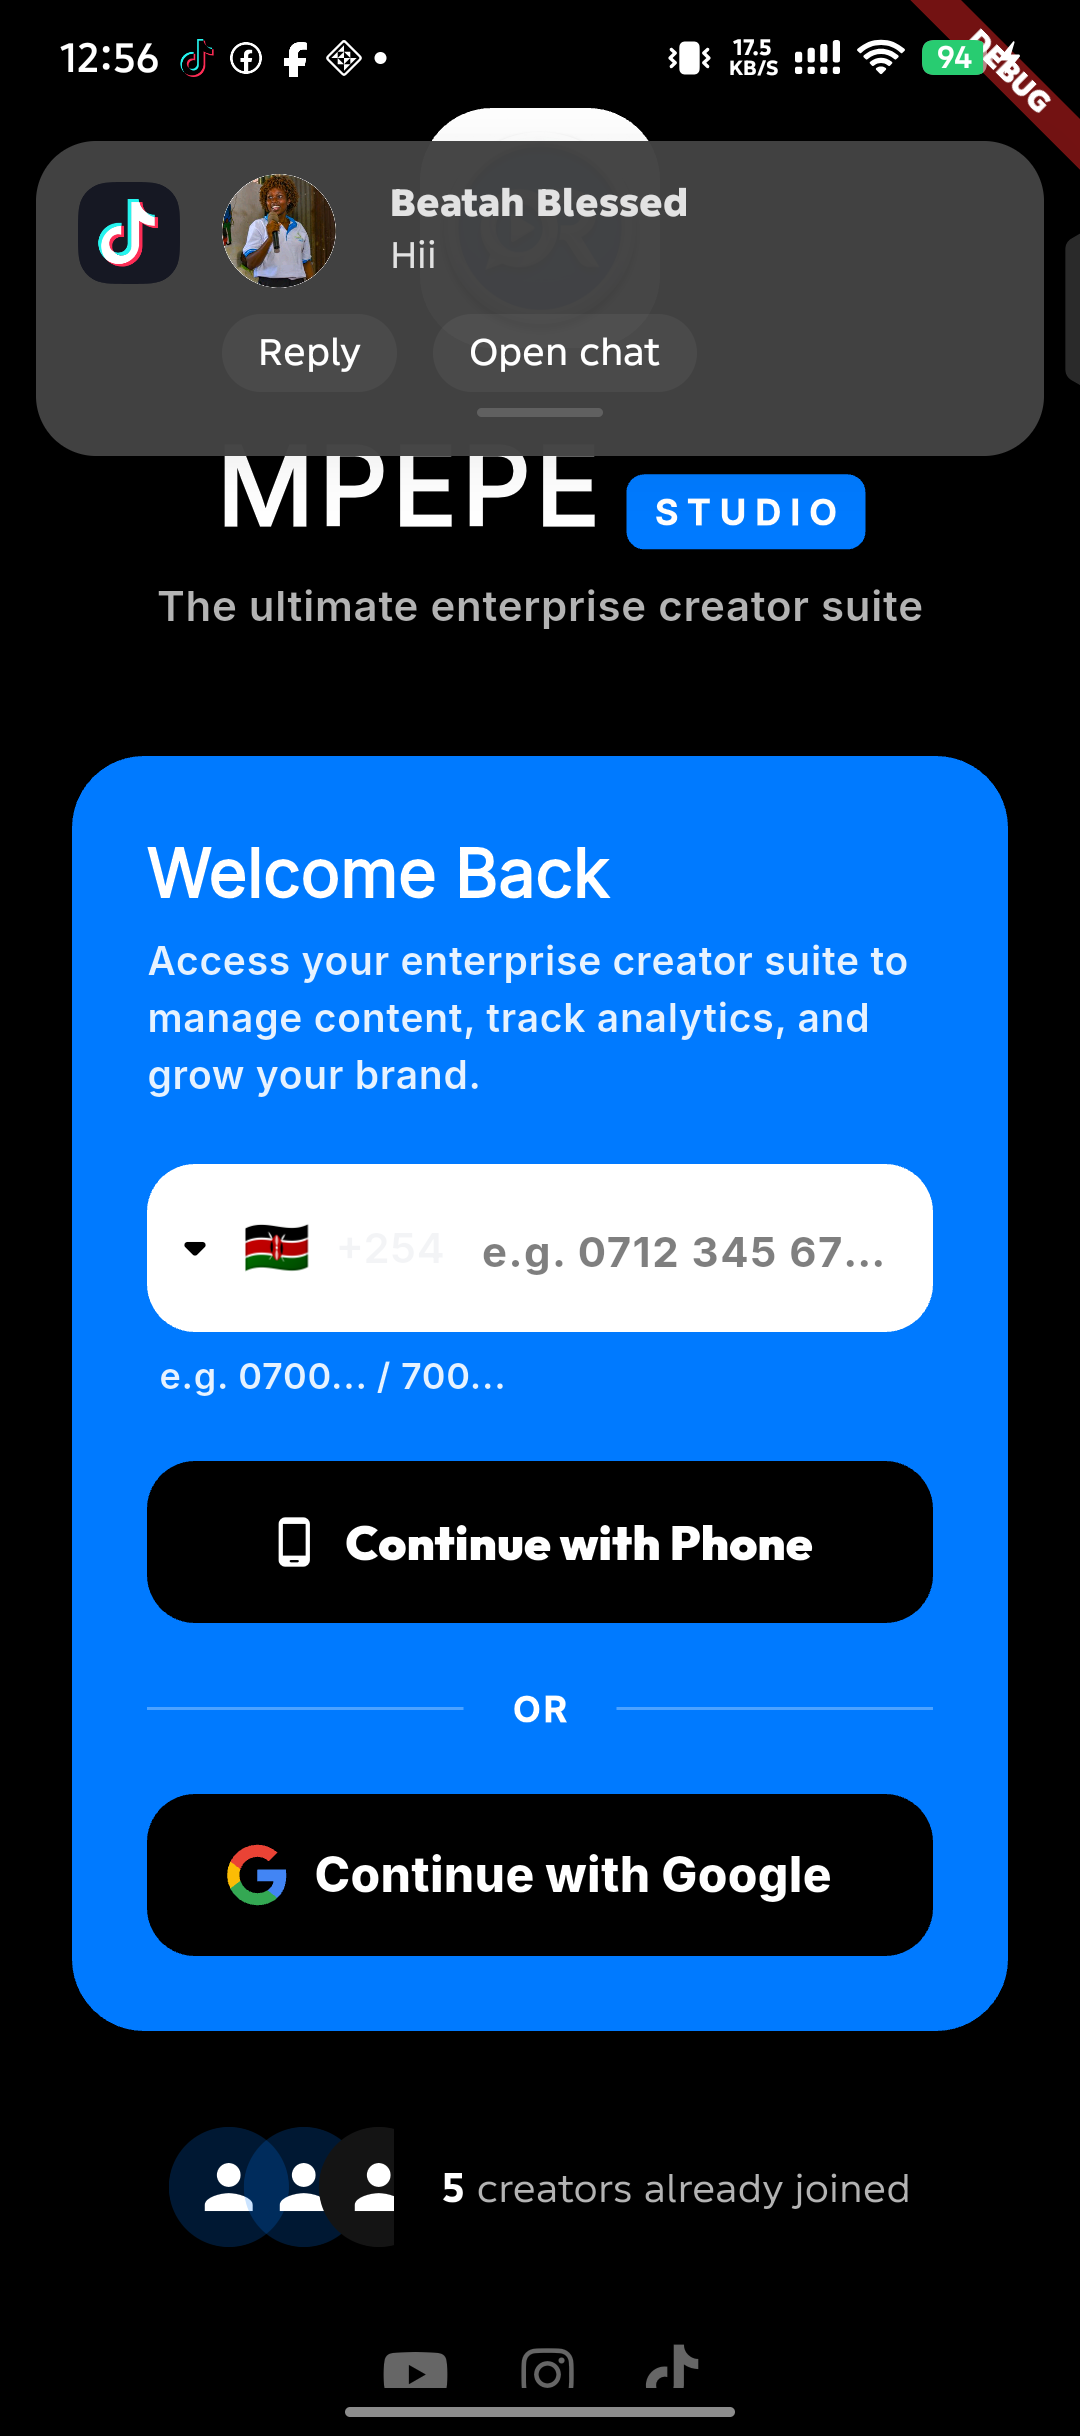 12:56
17.5
KB/S
94
DEBUG
Beatah Blessed
Hii
Reply
Open chat
MPEPE
STUDIO
The ultimate enterprise creator suite
Welcome Back
Access your enterprise creator suite to
manage content, track analytics, and
grow your brand.
+254
e.g. 0712 345 67...
e.g. 0700... / 700...
Continue with Phone
OR
Continue with Google
5 creators already joined